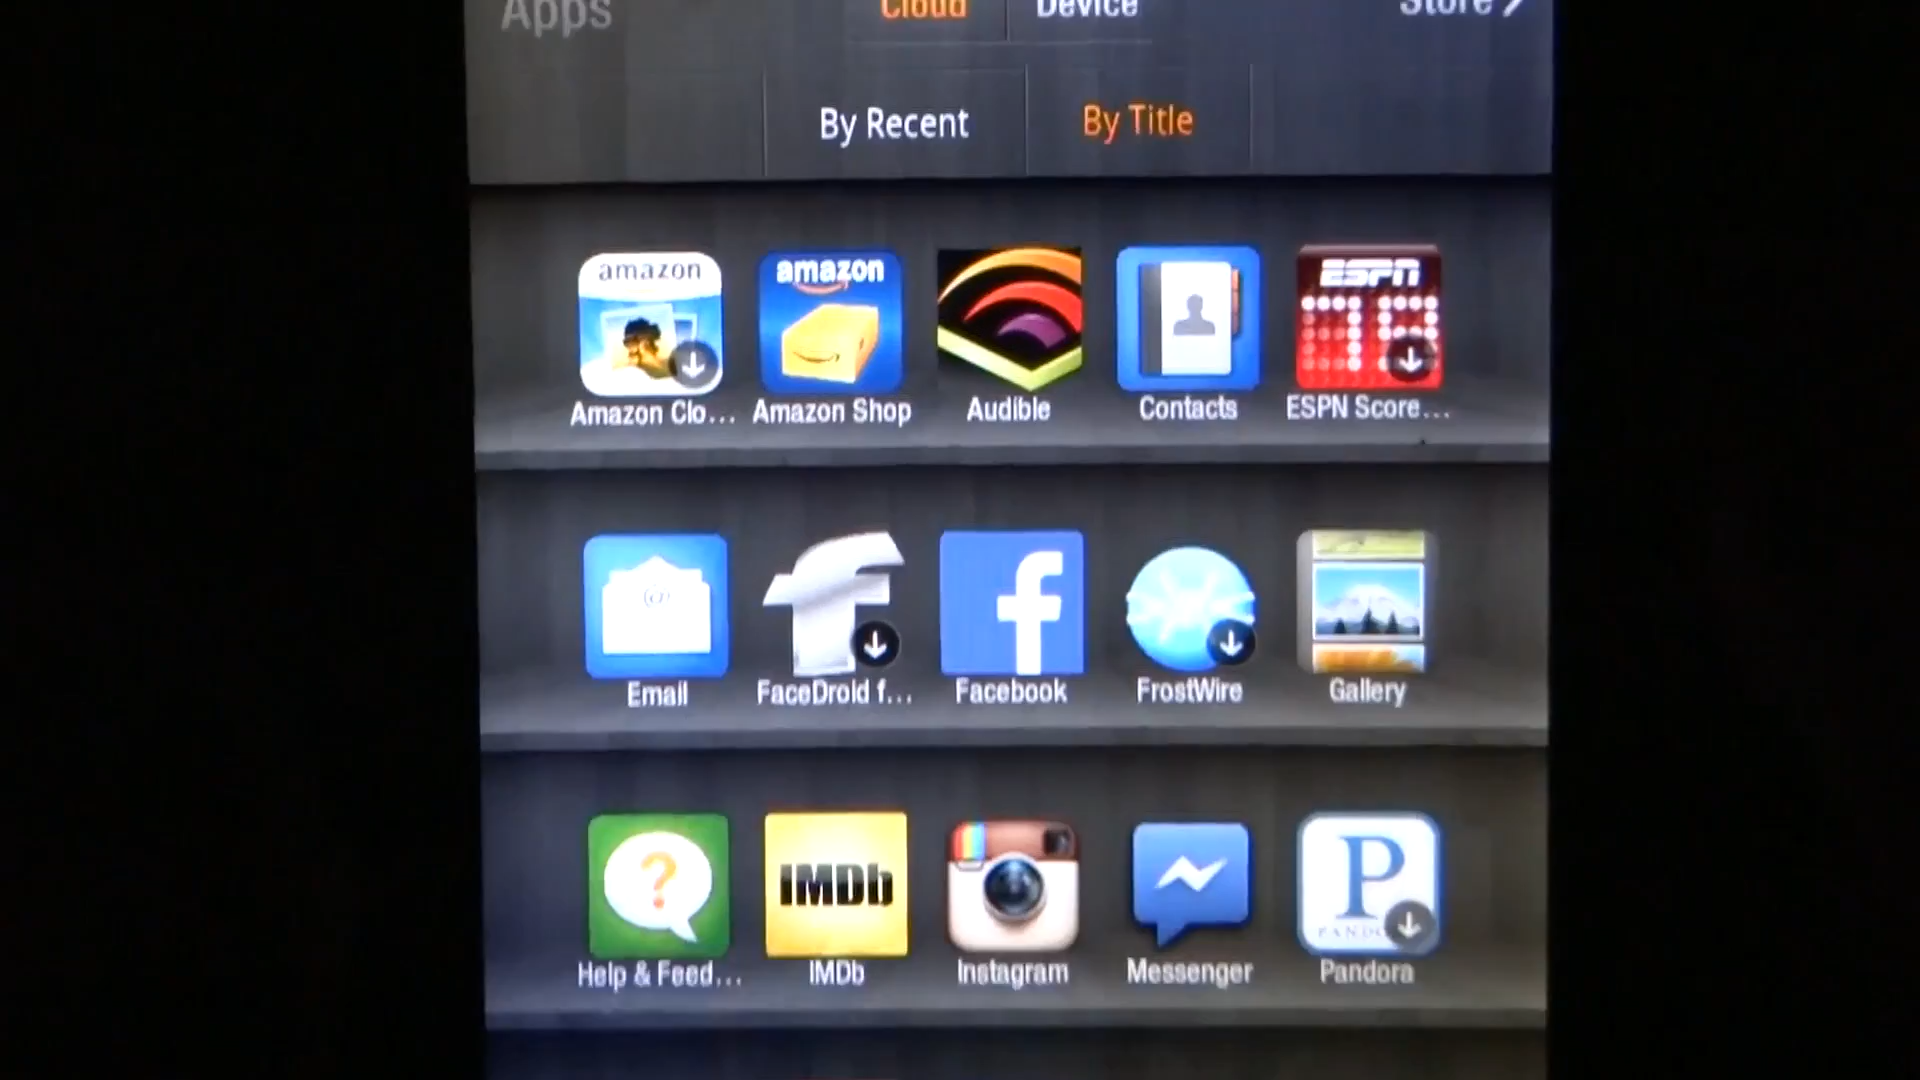 Apps Cloud Device Store
By Recent By Title
amazon amazon ESPN
Amazon Clo... Amazon Shop Audible Contacts ESPN Score...
@
Email FaceDroid f... Facebook FrostWire Gallery
? IMDb P
PANDO
Help & Feed... IMDb Instagram Messenger Pandora